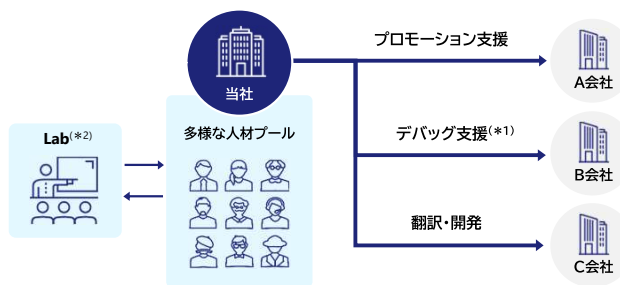 プロモーション支援
当社
A会社
多様な人材プール
Lab(*2)
デバッグ支援(*1)
B会社
翻訳・開発
C会社